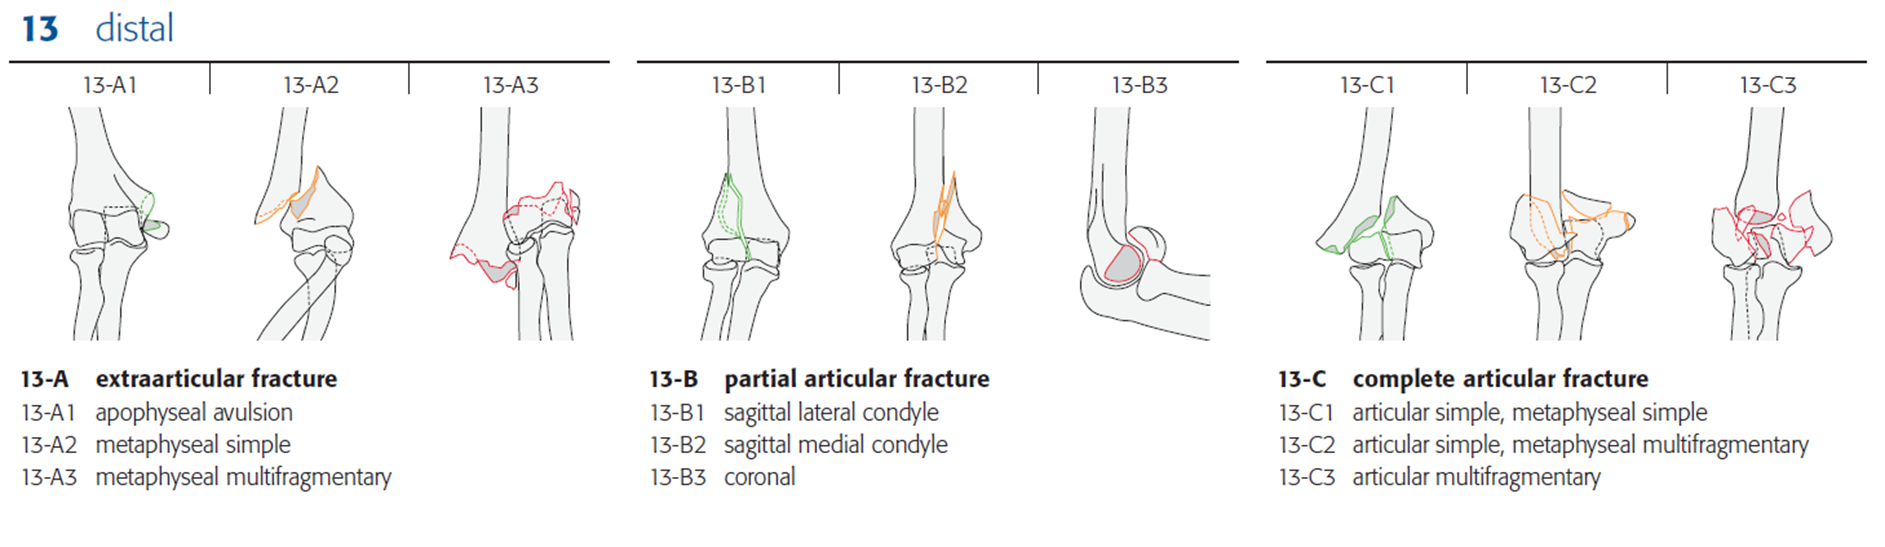 13 distal
13-A1 13-A2 13-A3 13-B1 13-B2 13-B3 13-C1 13-C2 13-C3
13-A extraarticular fracture
13-A1 apophyseal avulsion
13-A2 metaphyseal simple
13-A3 metaphyseal multifragmentary
13-B partial articular fracture
13-B1 sagittal lateral condyle
13-B2 sagittal medial condyle
13-B3 coronal
13-C complete articular fracture
13-C1 articular simple, metaphyseal simple
13-C2 articular simple, metaphyseal multifragmentary
13-C3 articular multifragmentary